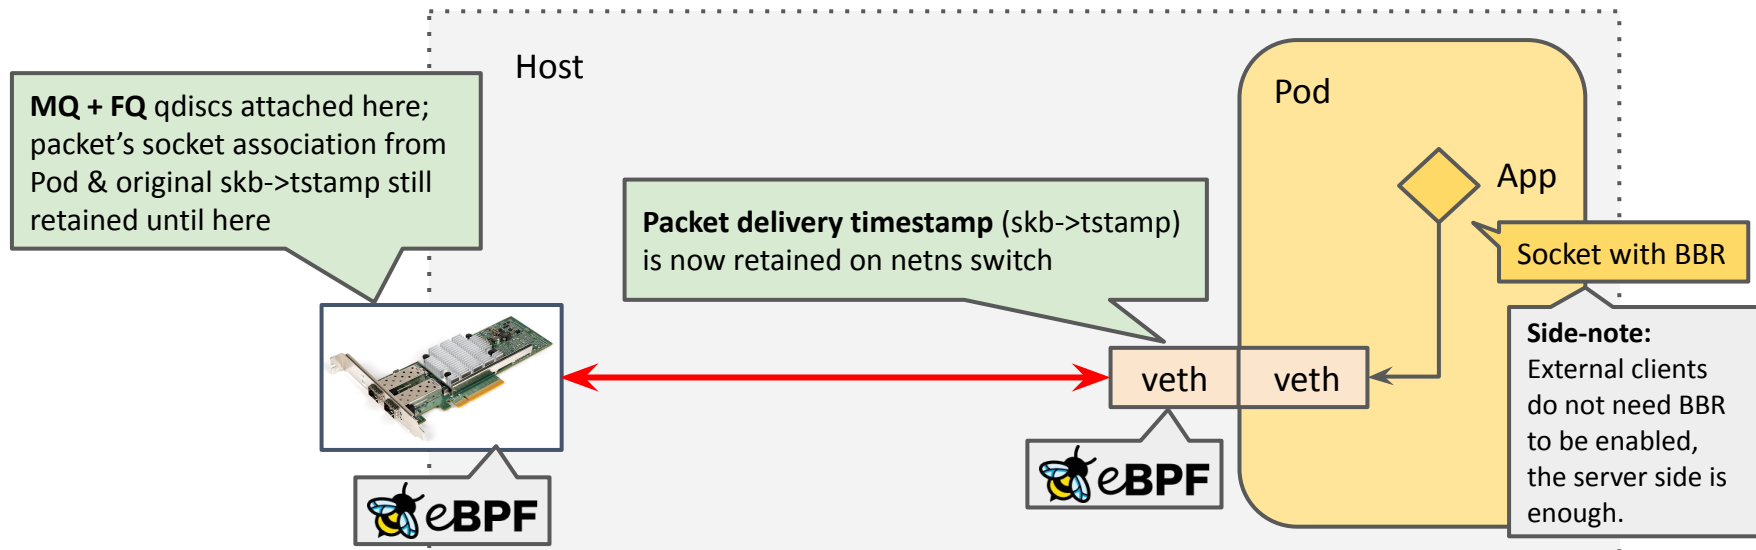 Host
MQ + FQ qdiscs attached here;
packet’s socket association from
Pod & original skb->tstamp still
retained until here
Packet delivery timestamp (skb->tstamp)
is now retained on netns switch
Pod
App
Socket with BBR
Side-note:
External clients
do not need BBR
to be enabled,
the server side is
enough.
veth
veth
eBPF
eBPF